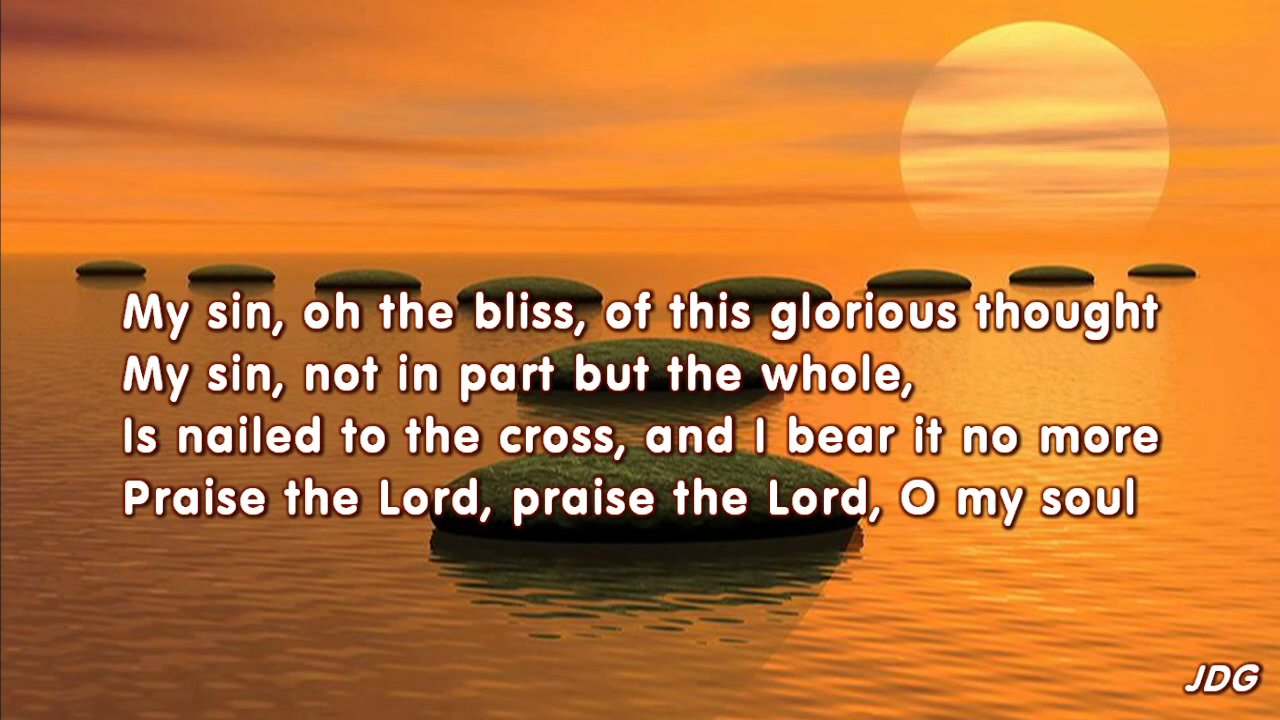 My sin, oh the bliss, of this glorious thought
My sin, not in part but the whole,
Is nailed to the cross, and I bear it no more
Praise the Lord, praise the Lord, O my soul
JDG